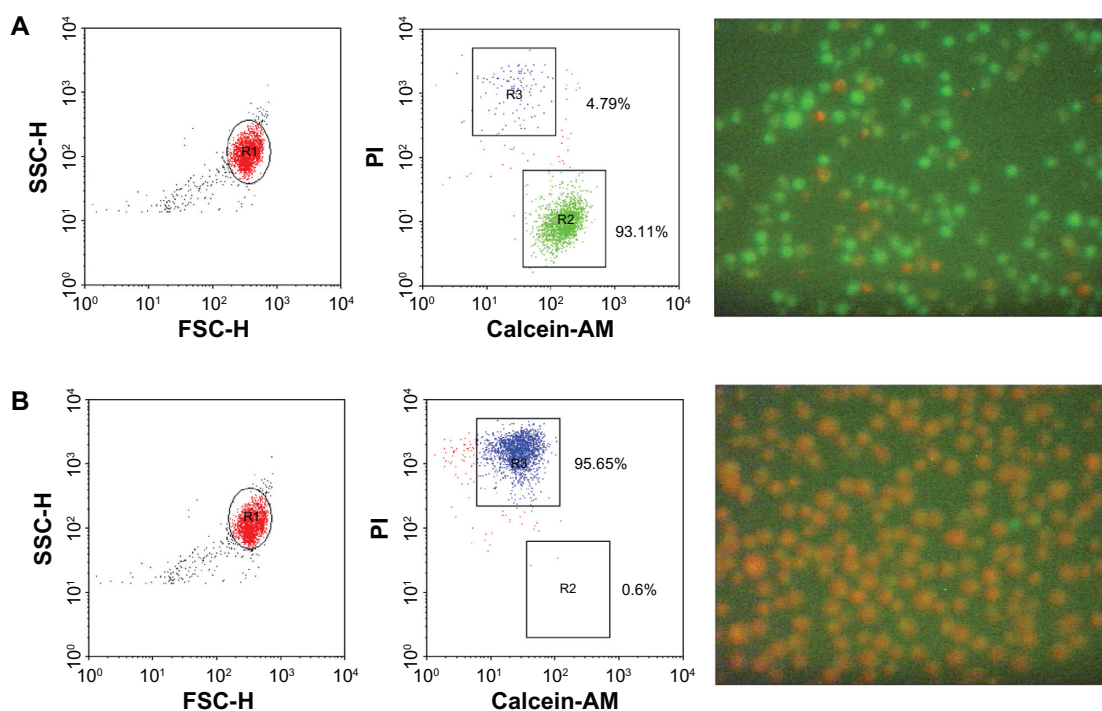 A
SSC-H
10⁴
10³
10²
10¹
10⁰
R1
10⁰ 10¹ 10² 10³ 10⁴
FSC-H
PI
10⁴
10³
10²
10¹
10⁰
R3
4.79%
R2
93.11%
10⁰ 10¹ 10² 10³ 10⁴
Calcein-AM
B
SSC-H
10⁴
10³
10²
10¹
10⁰
R1
10⁰ 10¹ 10² 10³ 10⁴
FSC-H
PI
10⁴
10³
10²
10¹
10⁰
R3
95.65%
R2
0.6%
10⁰ 10¹ 10² 10³ 10⁴
Calcein-AM